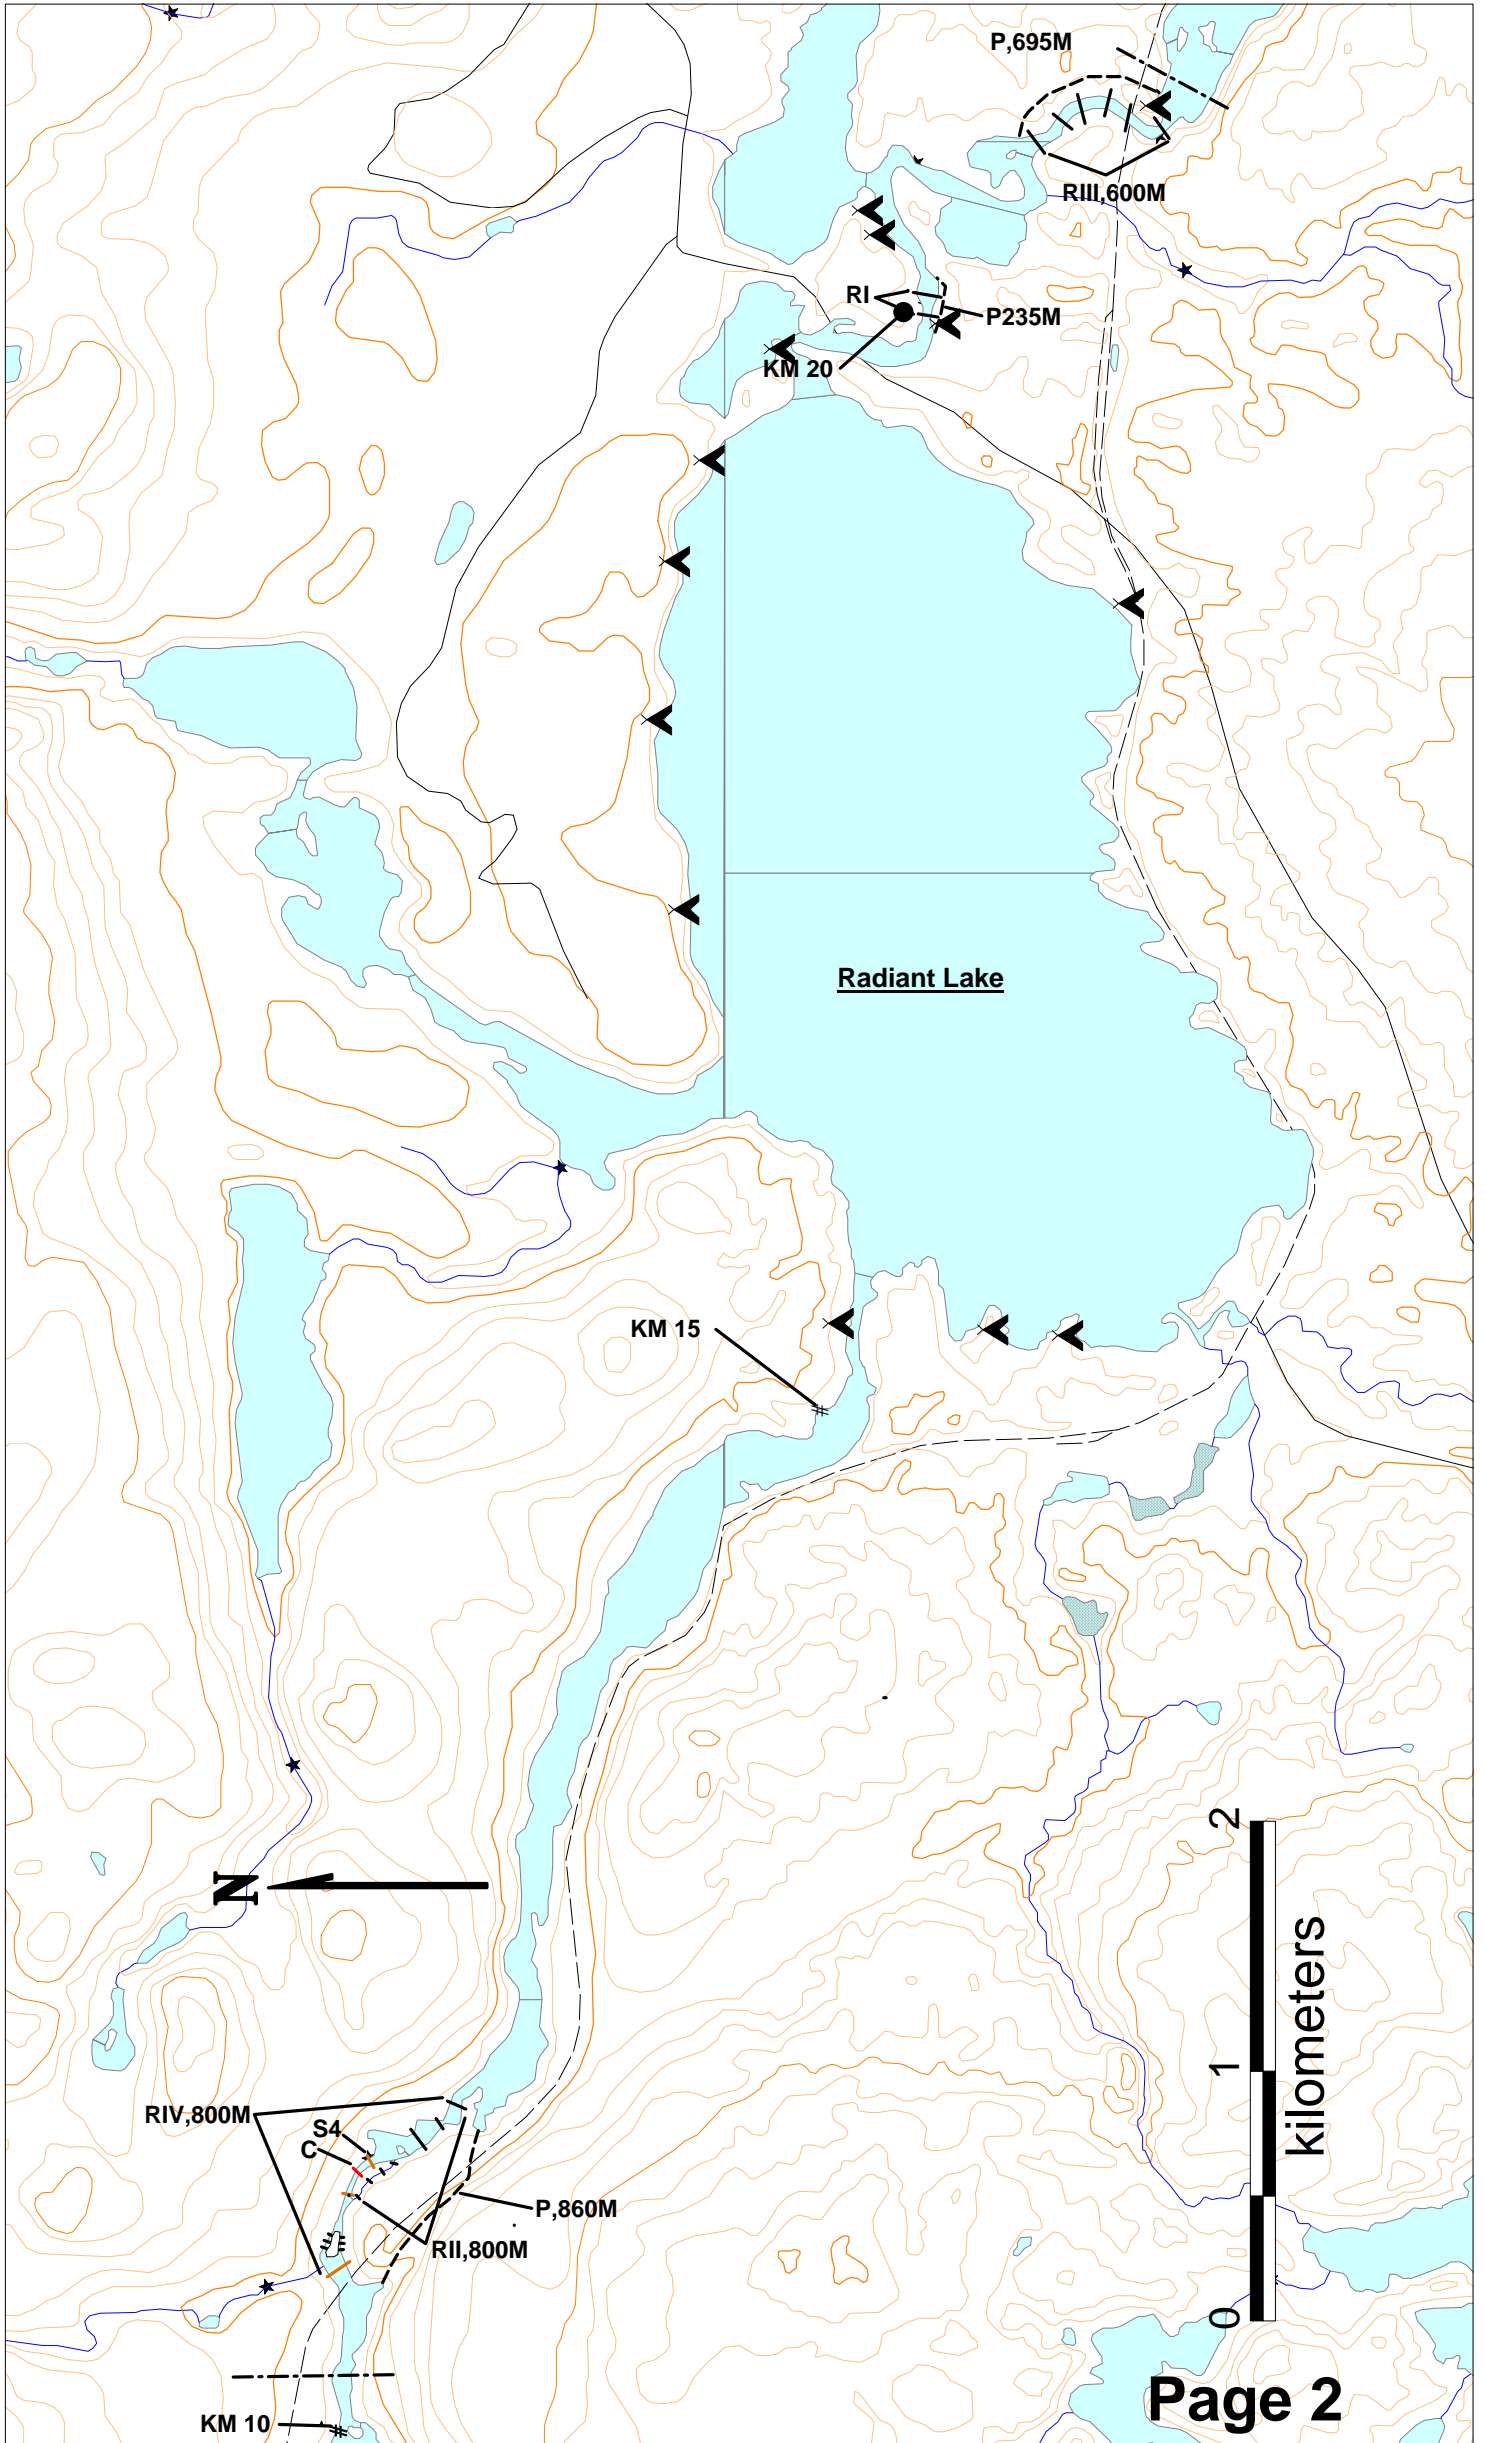 P,695M
RIII,600M
RI
P235M
KM 20
Radiant Lake
KM 15
N
2
1
0
kilometers
RIV,800M
S4
C
P,860M
RII,800M
KM 10
Page 2